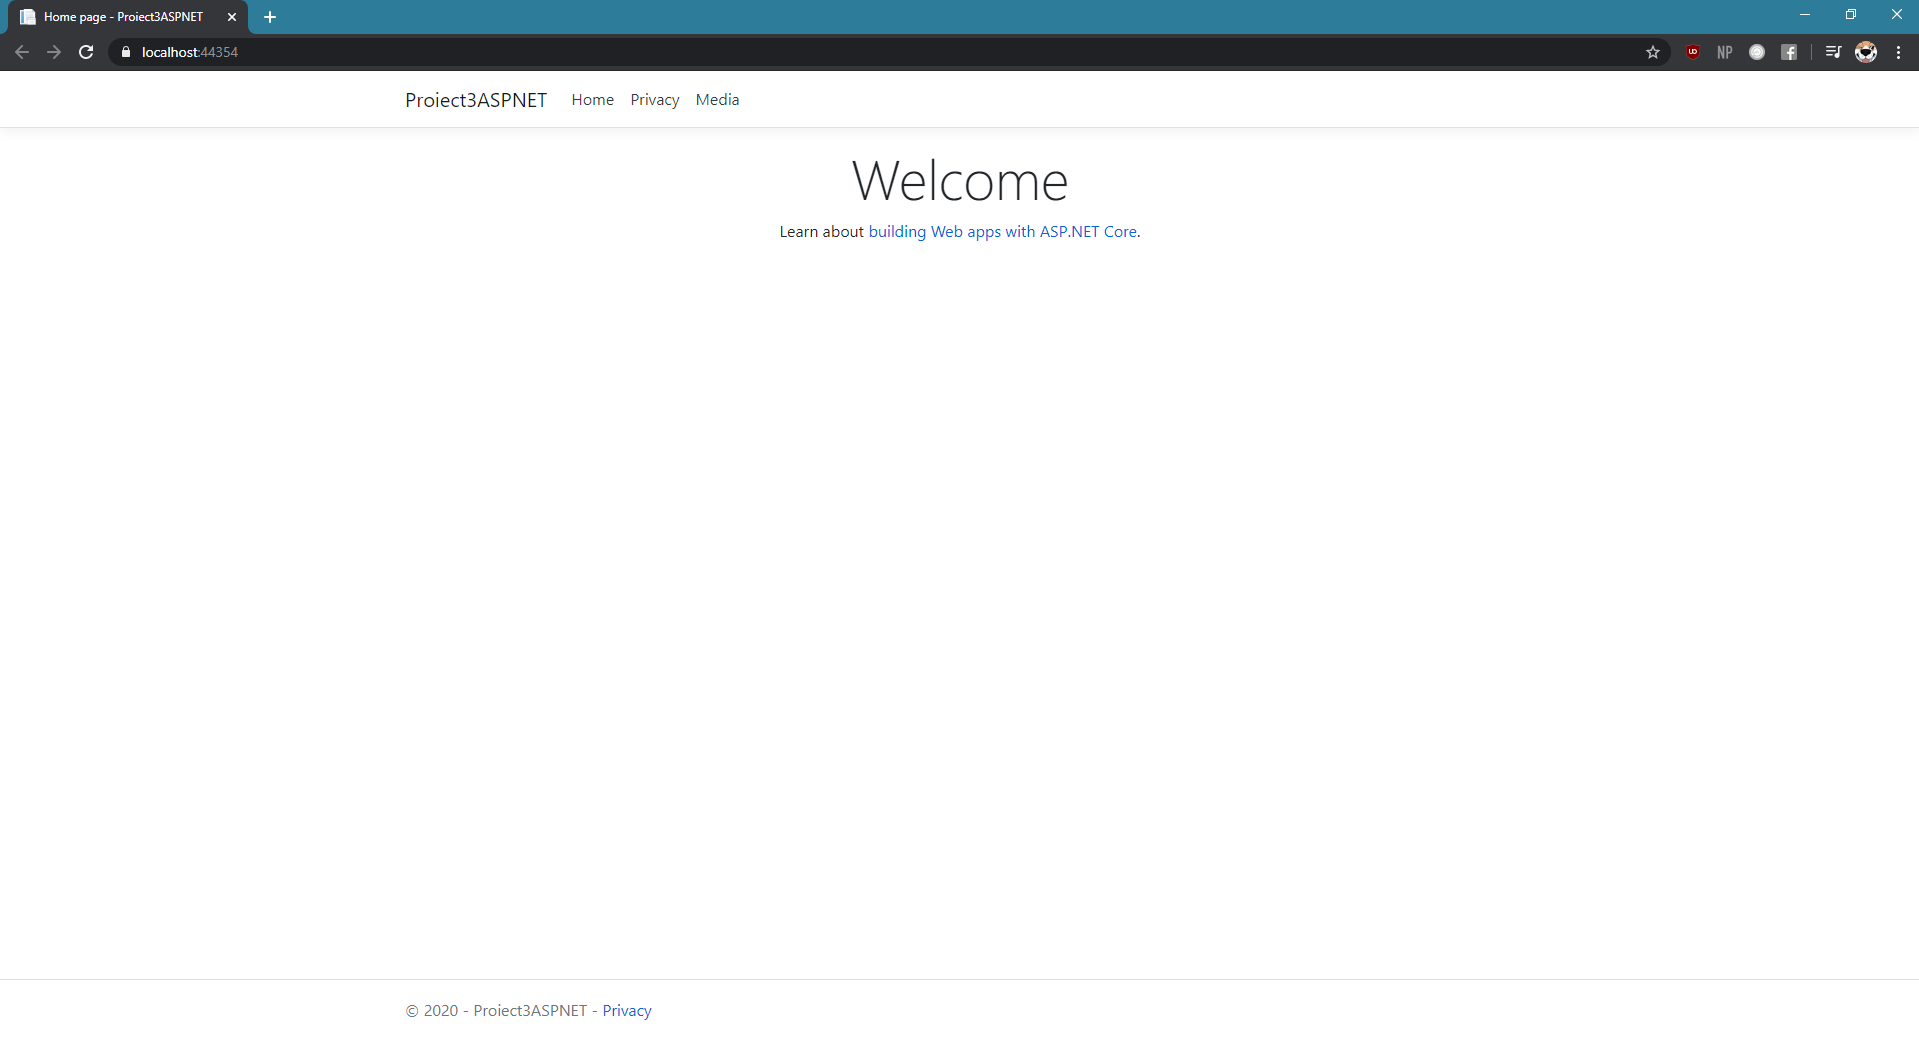 Home page - Proiect3ASPNET
localhost:44354
UO NP f
Proiect3ASPNET Home Privacy Media
Welcome
Learn about building Web apps with ASP.NET Core.
© 2020 - Proiect3ASPNET - Privacy